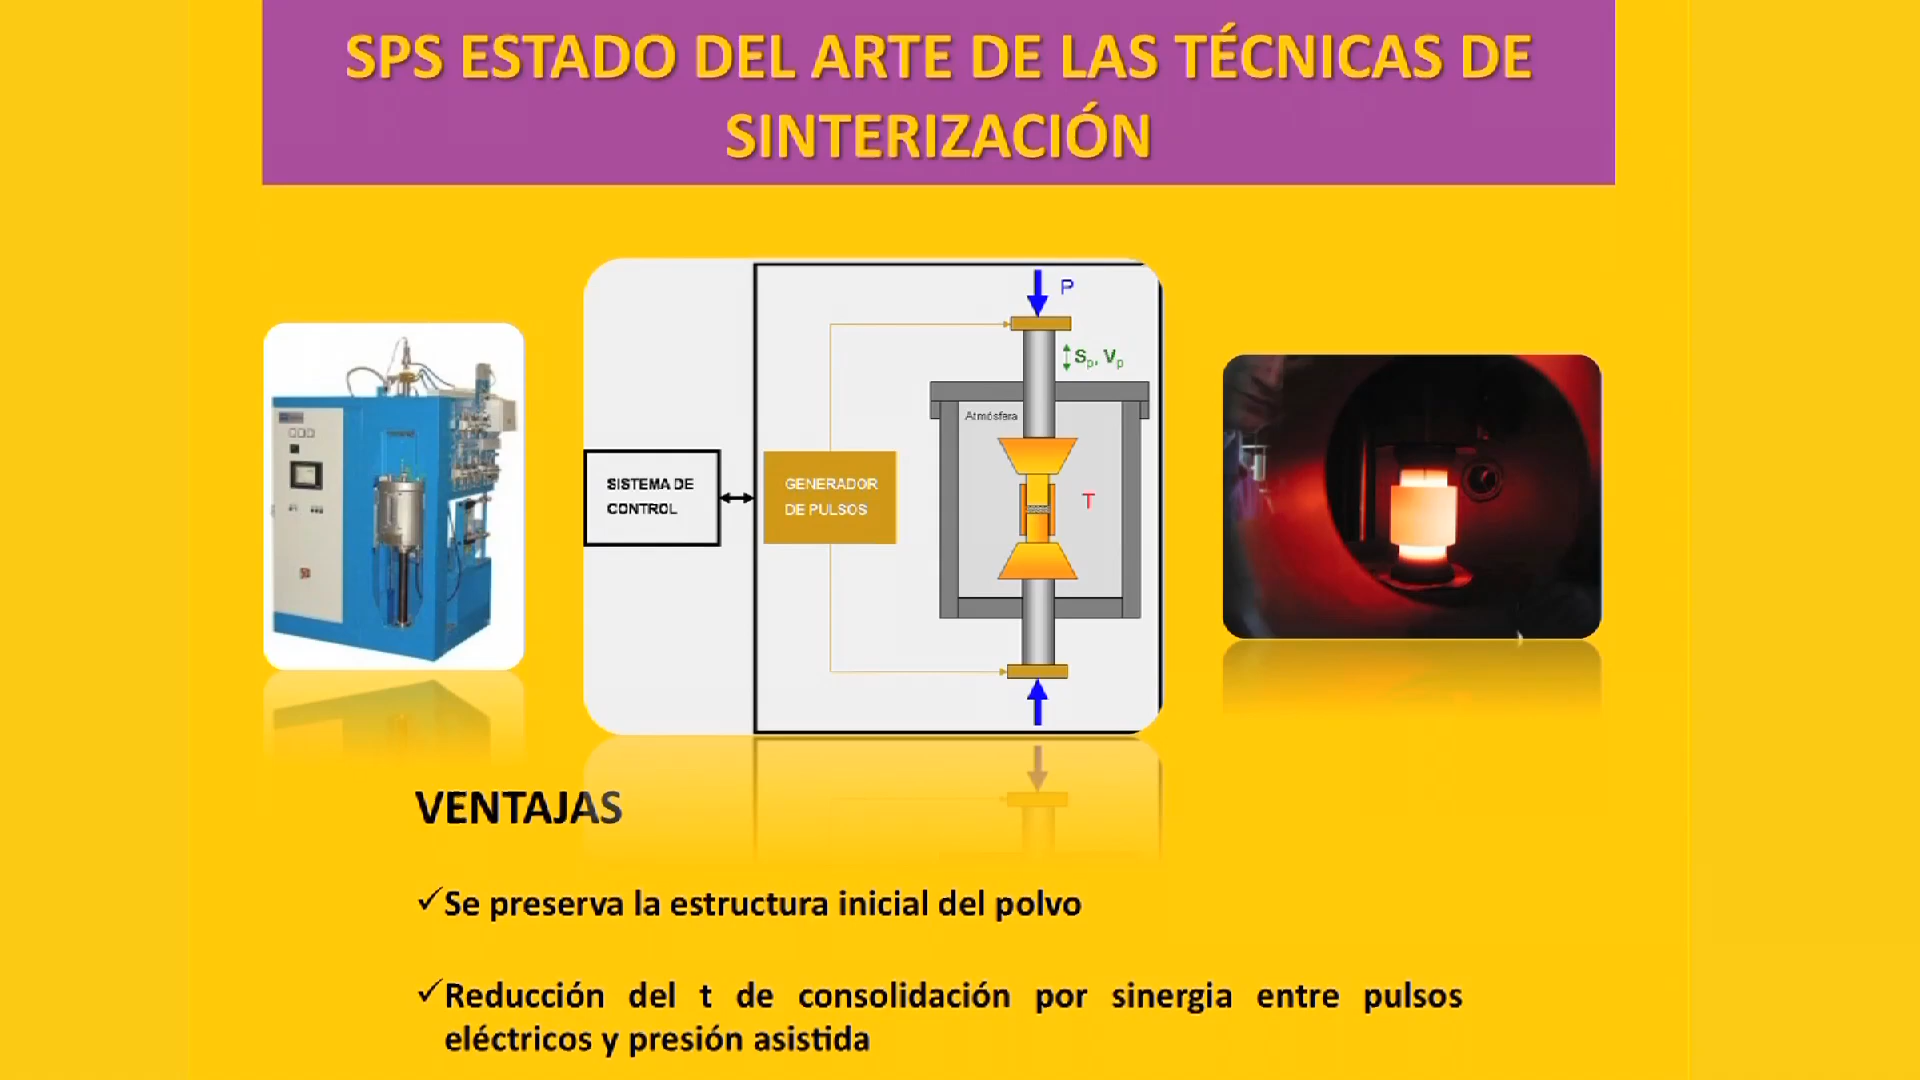 SPS ESTADO DEL ARTE DE LAS TÉCNICAS DE
SINTERIZACIÓN
P
Sp, Vp
Atmósfera
SISTEMA DE
CONTROL
GENERADOR
DE PULSOS
T
VENTAJAS
✓Se preserva la estructura inicial del polvo
✓Reducción del t de consolidación por sinergia entre pulsos
eléctricos y presión asistida